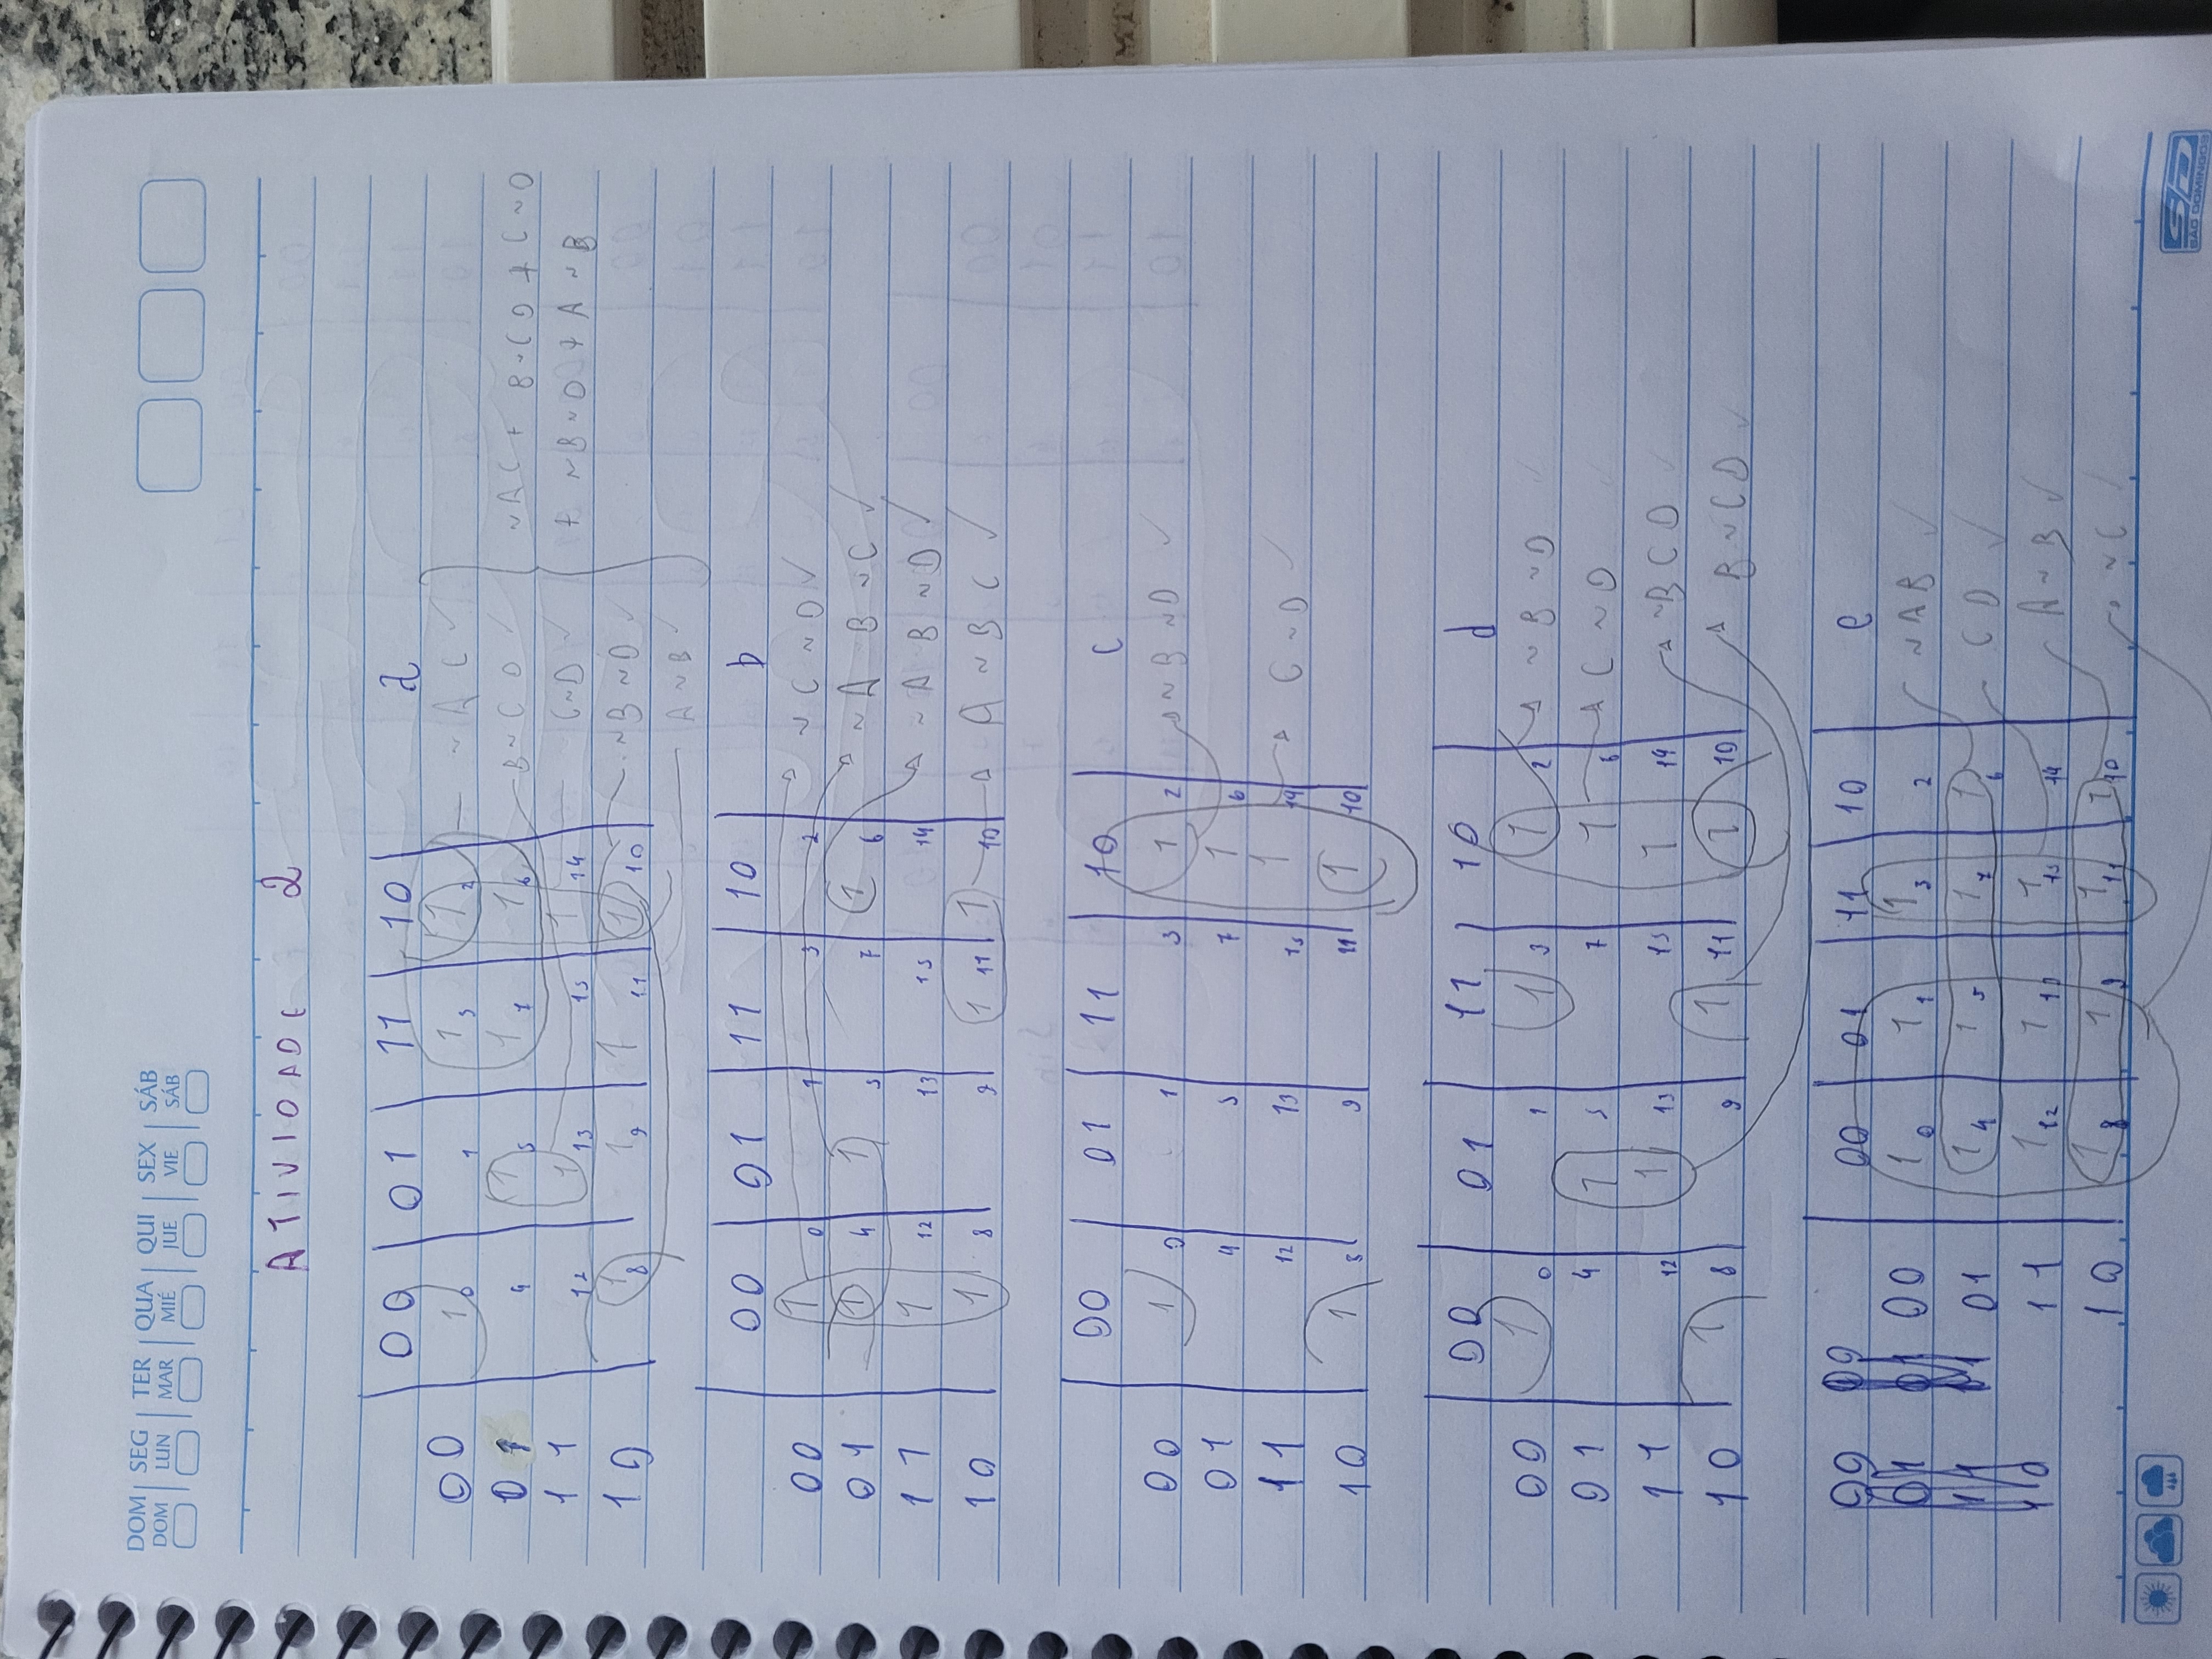 DOM SEG TER QUA QUI SEX SÁB
DOM LUN MAR MIÉ JUE VIE SÁB
ATIVIDADE 2
00 01 11 10 a
00 1 0 1 1 3 1 2 ~A C ✓
01 4 1 5 1 7 1 6 B ~C D ✓ ~AC + B~CD + C~D
11 12 1 13 15 1 14 C~D ✓ + ~B~D + A~B
10 1 8 1 9 1 11 1 10 ~B ~D ✓
A ~B ✓
00 01 11 10 b
00 1 0 1 3 2 ~C ~D ✓
01 1 4 1 5 7 1 6 ~A B ~C ✓
11 1 12 13 15 14 ~A B ~D ✓
10 1 8 9 1 11 1 10 A ~B C ✓
00 01 11 10 c
00 1 0 1 3 1 2 ~B ~D ✓
01 4 5 7 1 6
11 12 13 15 1 14 C ~D ✓
10 1 8 9 11 1 10
00 01 11 10 d
00 1 0 1 1 3 1 2 ~B ~D ✓
01 4 1 5 7 1 6 C ~D
11 12 1 13 15 1 14 ~B C D ✓
10 1 8 9 1 11 1 10 B ~C D ✓
00 00 00 01 11 10 e
01 01 00 1 0 1 1 1 3 2 ~A B ✓
11 11 01 1 4 1 5 1 7 1 6 C D ✓
10 11 1 12 1 13 1 15 14 A ~B ✓
10 1 8 1 9 1 11 1 10 ~C ✓
SD
SÃO DOMINGOS